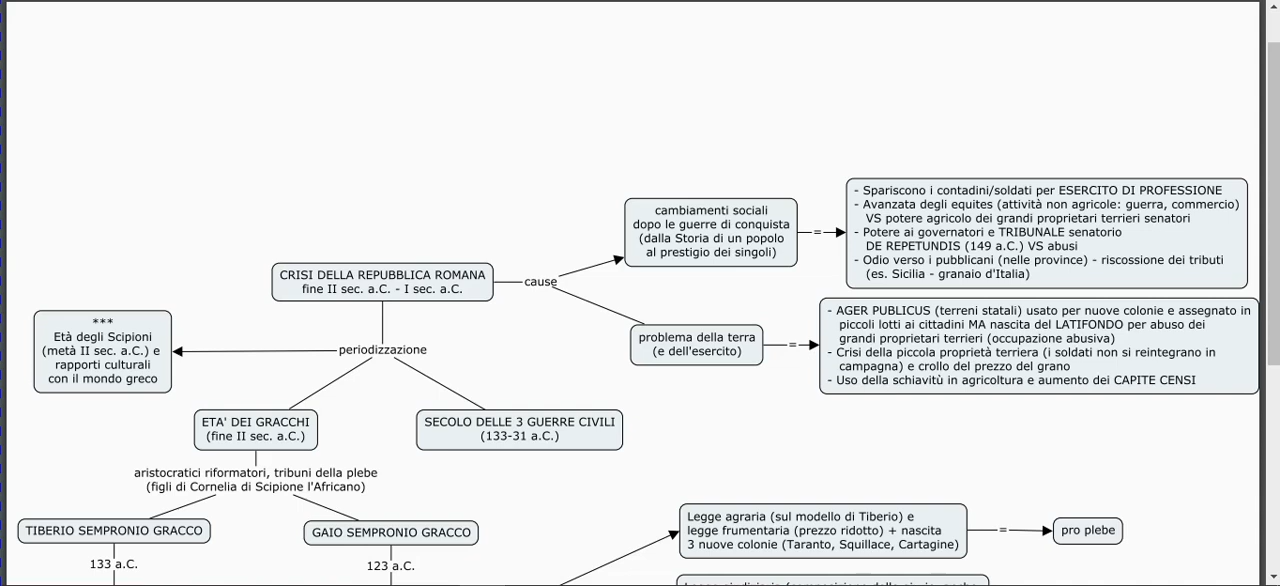 - Spariscono i contadini/soldati per ESERCITO DI PROFESSIONE
- Avanzata degli equites (attività non agricole: guerra, commercio)
VS potere agricolo dei grandi proprietari terrieri senatori
- Potere ai governatori e TRIBUNALE senatorio
DE REPETUNDIS (149 a.C.) VS abusi
- Odio verso i pubblicani (nelle province) - riscossione dei tributi
(es. Sicilia - granaio d'Italia)
cambiamenti sociali
dopo le guerre di conquista
(dalla Storia di un popolo
al prestigio dei singoli)
=
CRISI DELLA REPUBBLICA ROMANA
fine II sec. a.C. - I sec. a.C.
cause
- AGER PUBLICUS (terreni statali) usato per nuove colonie e assegnato in
piccoli lotti ai cittadini MA nascita del LATIFONDO per abuso dei
grandi proprietari terrieri (occupazione abusiva)
- Crisi della piccola proprietà terriera (i soldati non si reintegrano in
campagna) e crollo del prezzo del grano
- Uso della schiavitù in agricoltura e aumento dei CAPITE CENSI
problema della terra
(e dell'esercito)
=
***
Età degli Scipioni
(metà II sec. a.C.) e
rapporti culturali
con il mondo greco
periodizzazione
ETA' DEI GRACCHI
(fine II sec. a.C.)
SECOLO DELLE 3 GUERRE CIVILI
(133-31 a.C.)
aristocratici riformatori, tribuni della plebe
(figli di Cornelia di Scipione l'Africano)
TIBERIO SEMPRONIO GRACCO
GAIO SEMPRONIO GRACCO
133 a.C.
123 a.C.
Legge agraria (sul modello di Tiberio) e
legge frumentaria (prezzo ridotto) + nascita
3 nuove colonie (Taranto, Squillace, Cartagine)
=
pro plebe